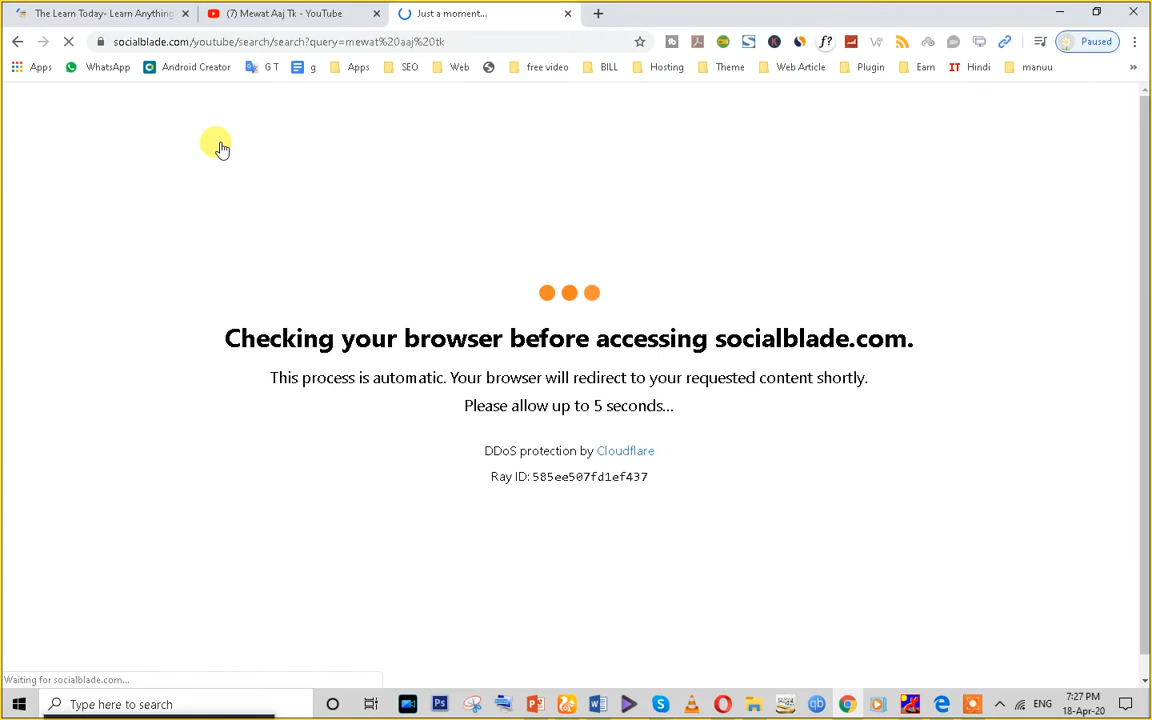 The Learn Today- Learn Anything
(7) Mewat Aaj Tk - YouTube
Just a moment...
socialblade.com/youtube/search/search?query=mewat%20aaj%20tk
Paused
Apps WhatsApp Android Creator G T g Apps SEO Web free video BILL Hosting Theme Web Article Plugin Earn IT Hindi manuu »
Checking your browser before accessing socialblade.com.
This process is automatic. Your browser will redirect to your requested content shortly.
Please allow up to 5 seconds...
DDoS protection by Cloudflare
Ray ID: 585ee507fd1ef437
Waiting for socialblade.com...
Type here to search
ENG
7:27 PM
18-Apr-20